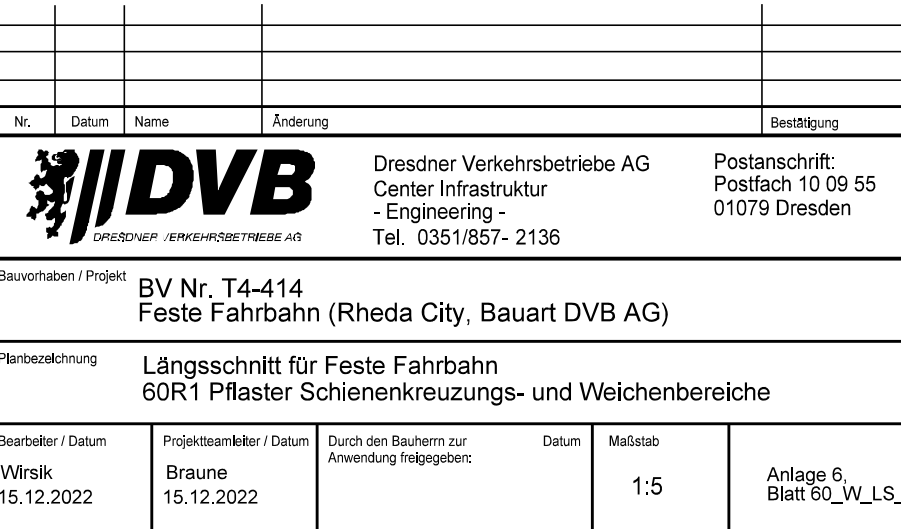 Nr. Datum Name Änderung Bestätigung
DVB
DRESDNER VERKEHRSBETRIEBE AG
Dresdner Verkehrsbetriebe AG
Center Infrastruktur
- Engineering -
Tel. 0351/857- 2136
Postanschrift:
Postfach 10 09 55
01079 Dresden
Bauvorhaben / Projekt
BV Nr. T4-414
Feste Fahrbahn (Rheda City, Bauart DVB AG)
Planbezeichnung
Längsschnitt für Feste Fahrbahn
60R1 Pflaster Schienenkreuzungs- und Weichenbereiche
Bearbeiter / Datum
Wirsik
15.12.2022
Projektteamleiter / Datum
Braune
15.12.2022
Durch den Bauherrn zur Datum
Anwendung freigegeben:
Maßstab
1:5
Anlage 6,
Blatt 60_W_LS_